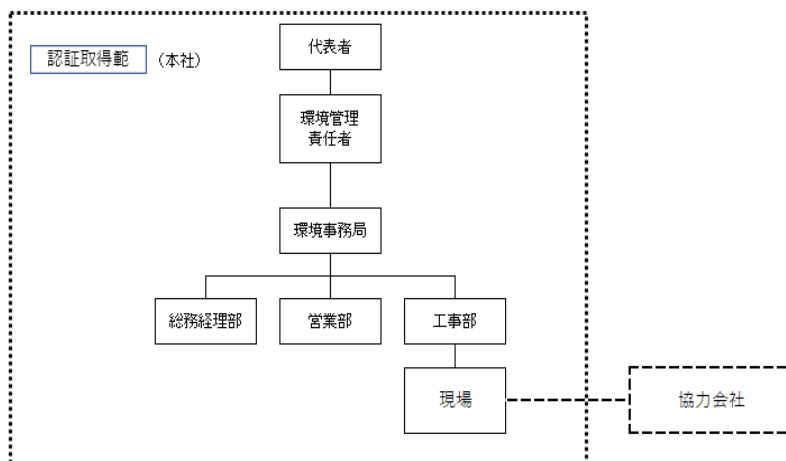 代表者
認証取得範 (本社)
環境管理
責任者
環境事務局
総務経理部 営業部 工事部
現場 協力会社